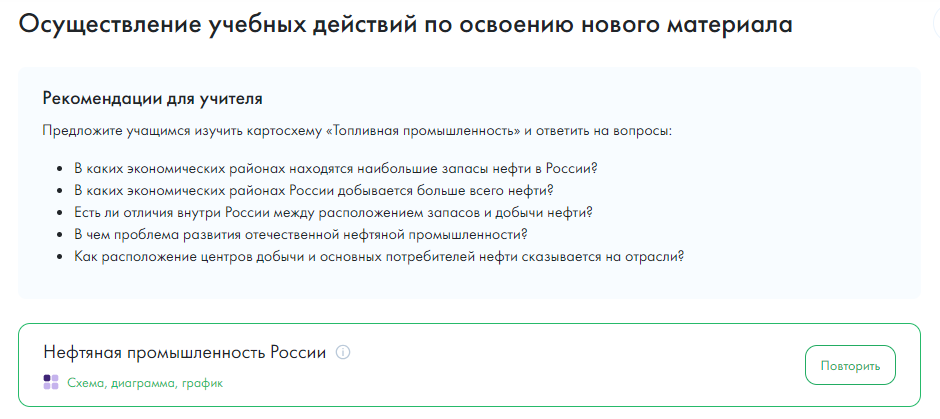 Осуществление учебных действий по освоению нового материала
Рекомендации для учителя
Предложите учащимся изучить картосхему «Топливная промышленность» и ответить на вопросы:
• В каких экономических районах находятся наибольшие запасы нефти в России?
• В каких экономических районах России добывается больше всего нефти?
• Есть ли отличия внутри России между расположением запасов и добычи нефти?
• В чем проблема развития отечественной нефтяной промышленности?
• Как расположение центров добычи и основных потребителей нефти сказывается на отрасли?
Нефтяная промышленность России
Повторить
Схема, диаграмма, график